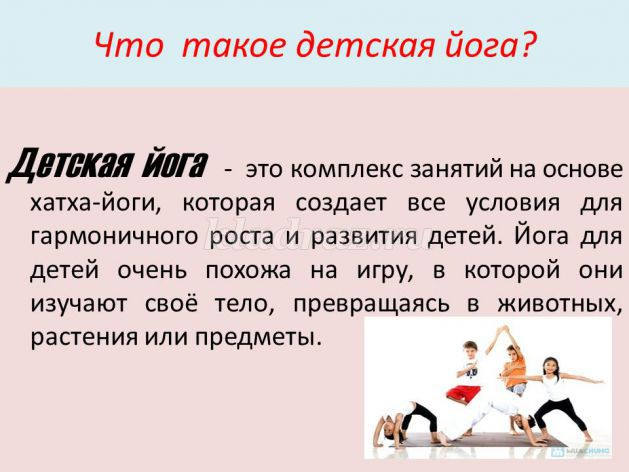 Что такое детская йога?
Детская йога - это комплекс занятий на основе
хатха-йоги, которая создает все условия для
гармоничного роста и развития детей. Йога для
детей очень похожа на игру, в которой они
изучают своё тело, превращаясь в животных,
растения или предметы.